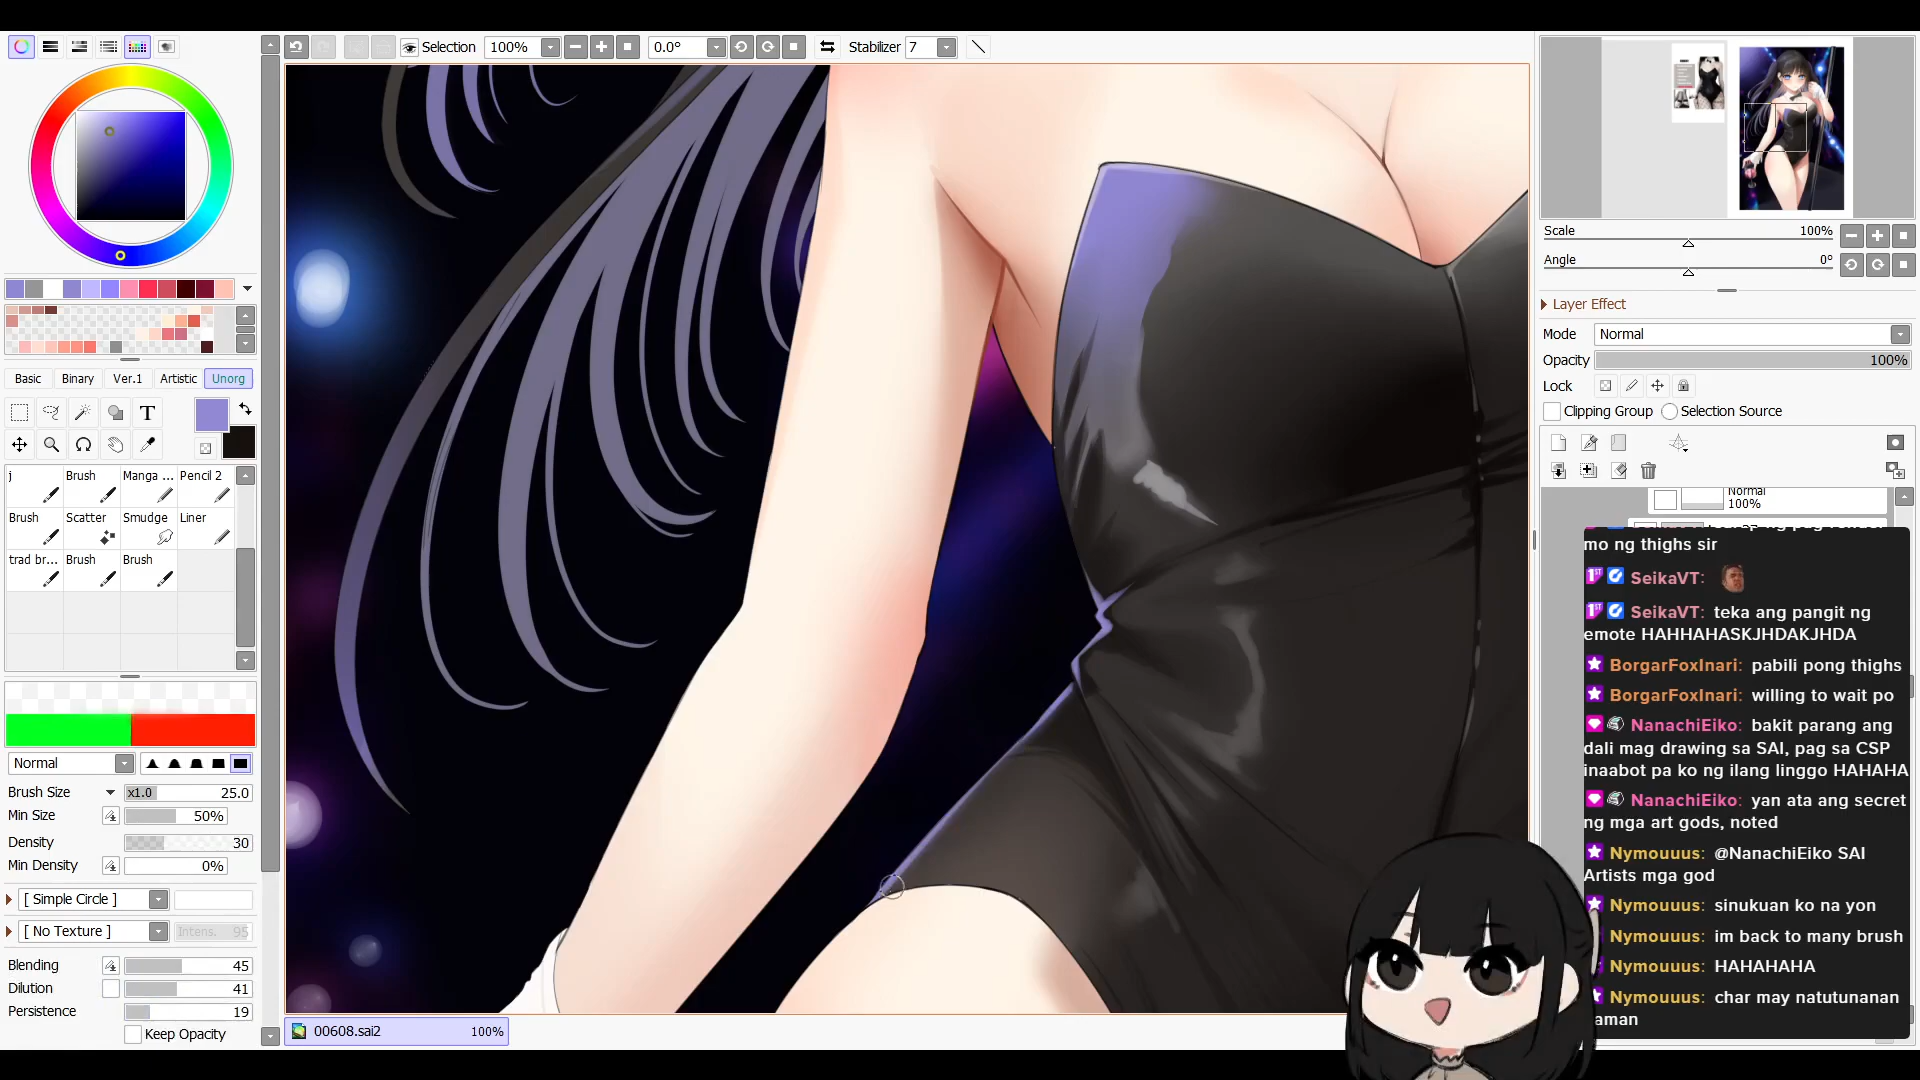 Selection 100% 0.0° Stabilizer 7
Scale 100%
Angle 0°
Layer Effect
Mode Normal
Opacity 100%
Lock
Clipping Group Selection Source
Normal
100%
Basic Binary Ver.1 Artistic Unorg
T
j Brush Manga ... Pencil 2
Brush Scatter Smudge Liner
trad br... Brush Brush
Normal
Brush Size x1.0 25.0
Min Size 50%
Density 30
Min Density 0%
[ Simple Circle ]
[ No Texture ] Intens. 95
Blending 45
Dilution 41
Persistence 19
Keep Opacity
00608.sai2 100%
mo ng thighs sir
SeikaVT:
SeikaVT: teka ang pangit ng
emote HAHHAHASKJHDAKJHDA
BorgarFoxInari: pabili pong thighs
BorgarFoxInari: willing to wait po
NanachiEiko: bakit parang ang
dali mag drawing sa SAI, pag sa CSP
inaabot pa ko ng ilang linggo HAHAHA
NanachiEiko: yan ata ang secret
ng mga art gods, noted
Nymouuus: @NanachiEiko SAI
Artists mga god
Nymouuus: sinukuan ko na yon
Nymouuus: im back to many brush
Nymouuus: HAHAHAHA
Nymouuus: char may natutunanan
aman